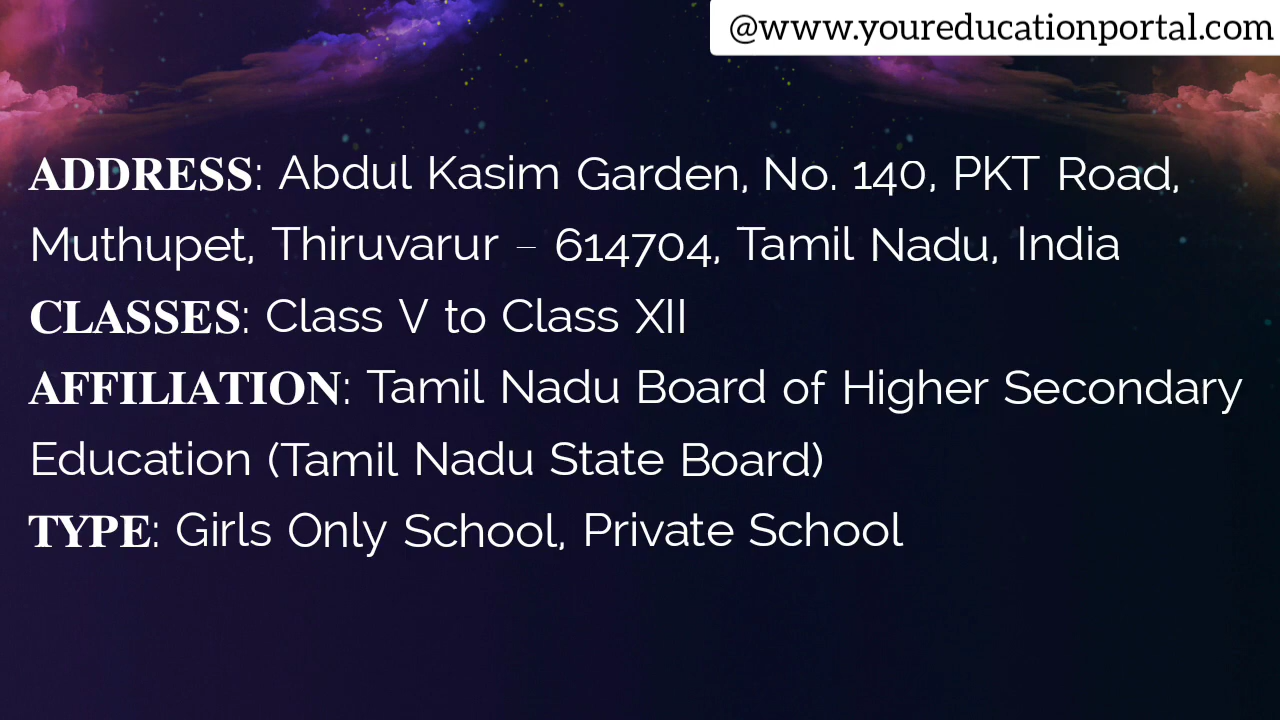 @www.youreducationportal.com
ADDRESS: Abdul Kasim Garden, No. 140, PKT Road,
Muthupet, Thiruvarur – 614704, Tamil Nadu, India
CLASSES: Class V to Class XII
AFFILIATION: Tamil Nadu Board of Higher Secondary
Education (Tamil Nadu State Board)
TYPE: Girls Only School, Private School